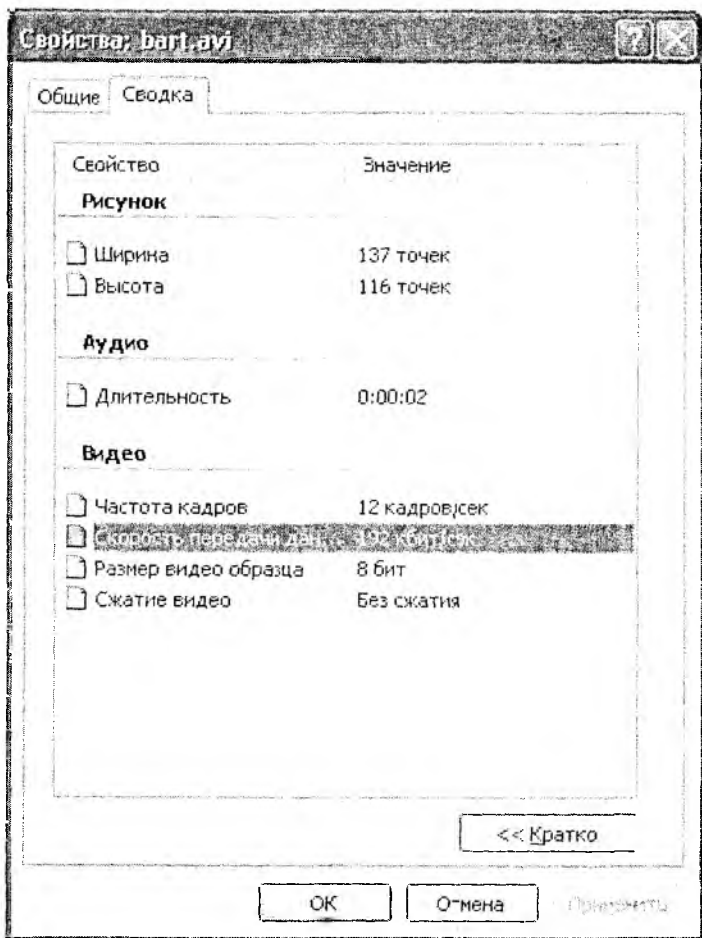 Свойства: bart.avi
Общие Сводка
Свойство Значение
Рисунок
Ширина 137 точек
Высота 116 точек
Аудио
Длительность 0:00:02
Видео
Частота кадров 12 кадров/сек
Скорость передачи дан... 192 кбит/сек
Размер видео образца 8 бит
Сжатие видео Без сжатия
<< Кратко
ОК Отмена Применить